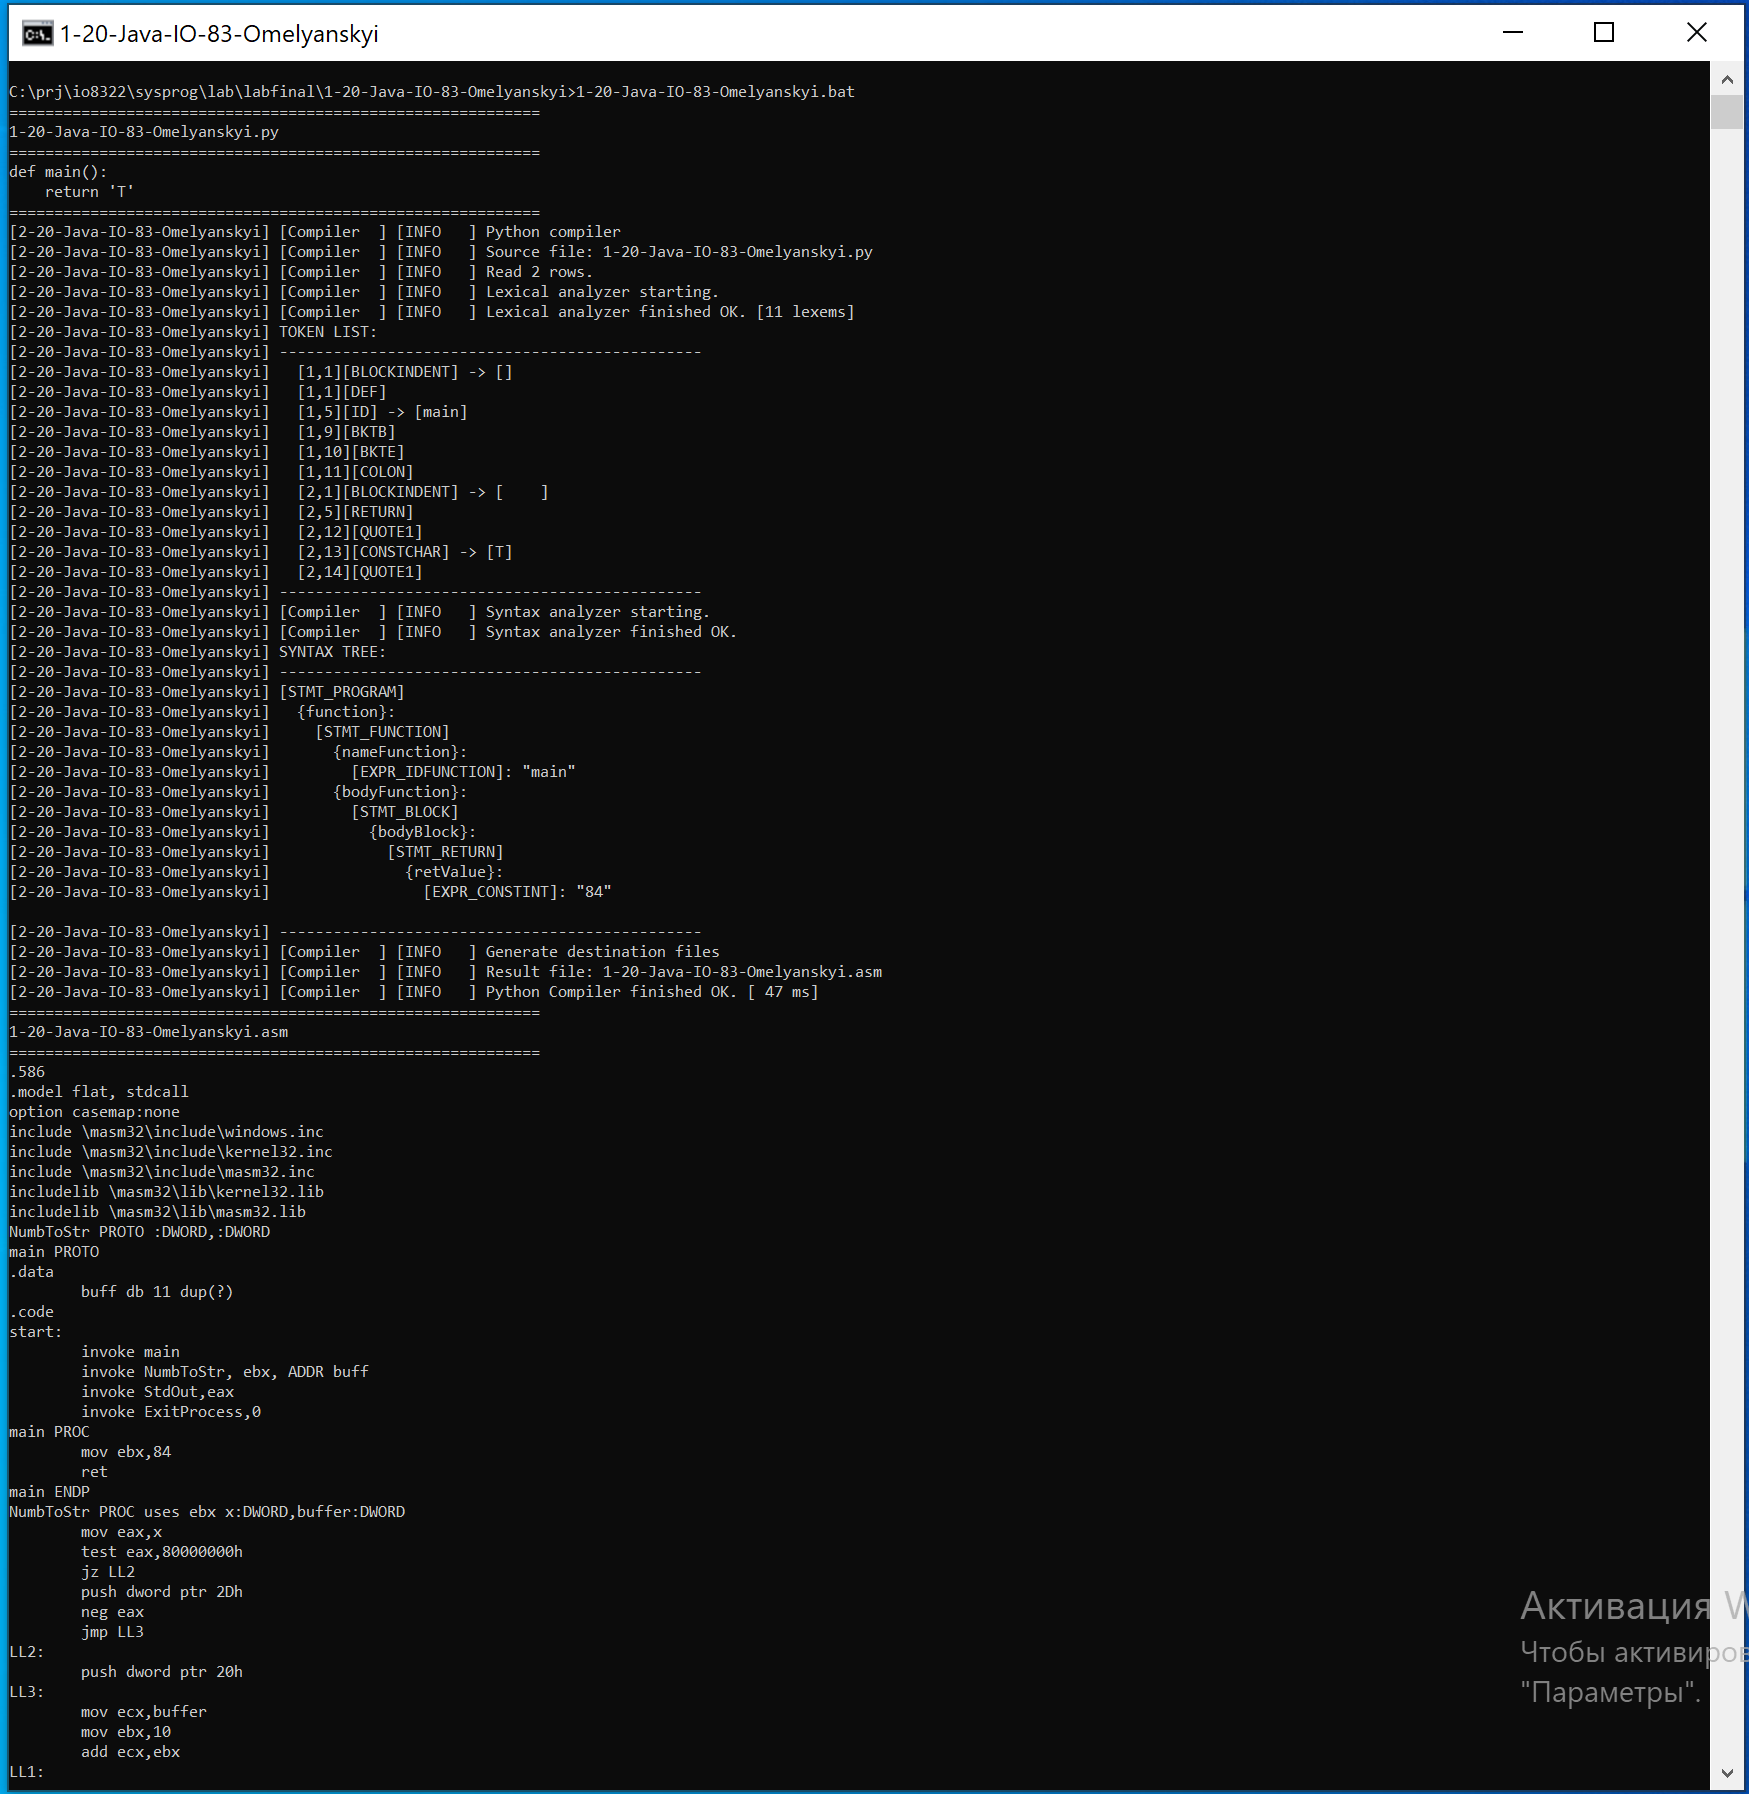 1-20-Java-IO-83-Omelyanskyi
C:\prj\io8322\sysprog\lab\labfinal\1-20-Java-IO-83-Omelyanskyi>1-20-Java-IO-83-Omelyanskyi.bat
===========================================================
1-20-Java-IO-83-Omelyanskyi.py
===========================================================
def main():
    return 'T'
===========================================================
[2-20-Java-IO-83-Omelyanskyi] [Compiler  ] [INFO   ] Python compiler
[2-20-Java-IO-83-Omelyanskyi] [Compiler  ] [INFO   ] Source file: 1-20-Java-IO-83-Omelyanskyi.py
[2-20-Java-IO-83-Omelyanskyi] [Compiler  ] [INFO   ] Read 2 rows.
[2-20-Java-IO-83-Omelyanskyi] [Compiler  ] [INFO   ] Lexical analyzer starting.
[2-20-Java-IO-83-Omelyanskyi] [Compiler  ] [INFO   ] Lexical analyzer finished OK. [11 lexems]
[2-20-Java-IO-83-Omelyanskyi] TOKEN LIST:
[2-20-Java-IO-83-Omelyanskyi] -----------------------------------------------
[2-20-Java-IO-83-Omelyanskyi]   [1,1][BLOCKINDENT] -> []
[2-20-Java-IO-83-Omelyanskyi]   [1,1][DEF]
[2-20-Java-IO-83-Omelyanskyi]   [1,5][ID] -> [main]
[2-20-Java-IO-83-Omelyanskyi]   [1,9][BKTB]
[2-20-Java-IO-83-Omelyanskyi]   [1,10][BKTE]
[2-20-Java-IO-83-Omelyanskyi]   [1,11][COLON]
[2-20-Java-IO-83-Omelyanskyi]   [2,1][BLOCKINDENT] -> [    ]
[2-20-Java-IO-83-Omelyanskyi]   [2,5][RETURN]
[2-20-Java-IO-83-Omelyanskyi]   [2,12][QUOTE1]
[2-20-Java-IO-83-Omelyanskyi]   [2,13][CONSTCHAR] -> [T]
[2-20-Java-IO-83-Omelyanskyi]   [2,14][QUOTE1]
[2-20-Java-IO-83-Omelyanskyi] -----------------------------------------------
[2-20-Java-IO-83-Omelyanskyi] [Compiler  ] [INFO   ] Syntax analyzer starting.
[2-20-Java-IO-83-Omelyanskyi] [Compiler  ] [INFO   ] Syntax analyzer finished OK.
[2-20-Java-IO-83-Omelyanskyi] SYNTAX TREE:
[2-20-Java-IO-83-Omelyanskyi] -----------------------------------------------
[2-20-Java-IO-83-Omelyanskyi] [STMT_PROGRAM]
[2-20-Java-IO-83-Omelyanskyi]   {function}:
[2-20-Java-IO-83-Omelyanskyi]     [STMT_FUNCTION]
[2-20-Java-IO-83-Omelyanskyi]       {nameFunction}:
[2-20-Java-IO-83-Omelyanskyi]         [EXPR_IDFUNCTION]: "main"
[2-20-Java-IO-83-Omelyanskyi]       {bodyFunction}:
[2-20-Java-IO-83-Omelyanskyi]         [STMT_BLOCK]
[2-20-Java-IO-83-Omelyanskyi]           {bodyBlock}:
[2-20-Java-IO-83-Omelyanskyi]             [STMT_RETURN]
[2-20-Java-IO-83-Omelyanskyi]               {retValue}:
[2-20-Java-IO-83-Omelyanskyi]                 [EXPR_CONSTINT]: "84"
[2-20-Java-IO-83-Omelyanskyi] -----------------------------------------------
[2-20-Java-IO-83-Omelyanskyi] [Compiler  ] [INFO   ] Generate destination files
[2-20-Java-IO-83-Omelyanskyi] [Compiler  ] [INFO   ] Result file: 1-20-Java-IO-83-Omelyanskyi.asm
[2-20-Java-IO-83-Omelyanskyi] [Compiler  ] [INFO   ] Python Compiler finished OK. [ 47 ms]
===========================================================
1-20-Java-IO-83-Omelyanskyi.asm
===========================================================
.586
.model flat, stdcall
option casemap:none
include \masm32\include\windows.inc
include \masm32\include\kernel32.inc
include \masm32\include\masm32.inc
includelib \masm32\lib\kernel32.lib
includelib \masm32\lib\masm32.lib
NumbToStr PROTO :DWORD,:DWORD
main PROTO
.data
        buff db 11 dup(?)
.code
start:
        invoke main
        invoke NumbToStr, ebx, ADDR buff
        invoke StdOut,eax
        invoke ExitProcess,0
main PROC
        mov ebx,84
        ret
main ENDP
NumbToStr PROC uses ebx x:DWORD,buffer:DWORD
        mov eax,x
        test eax,80000000h
        jz LL2
        push dword ptr 2Dh
        neg eax
        jmp LL3
LL2:
        push dword ptr 20h
LL3:
        mov ecx,buffer
        mov ebx,10
        add ecx,ebx
LL1:
Активация W
Чтобы активиров
"Параметры".